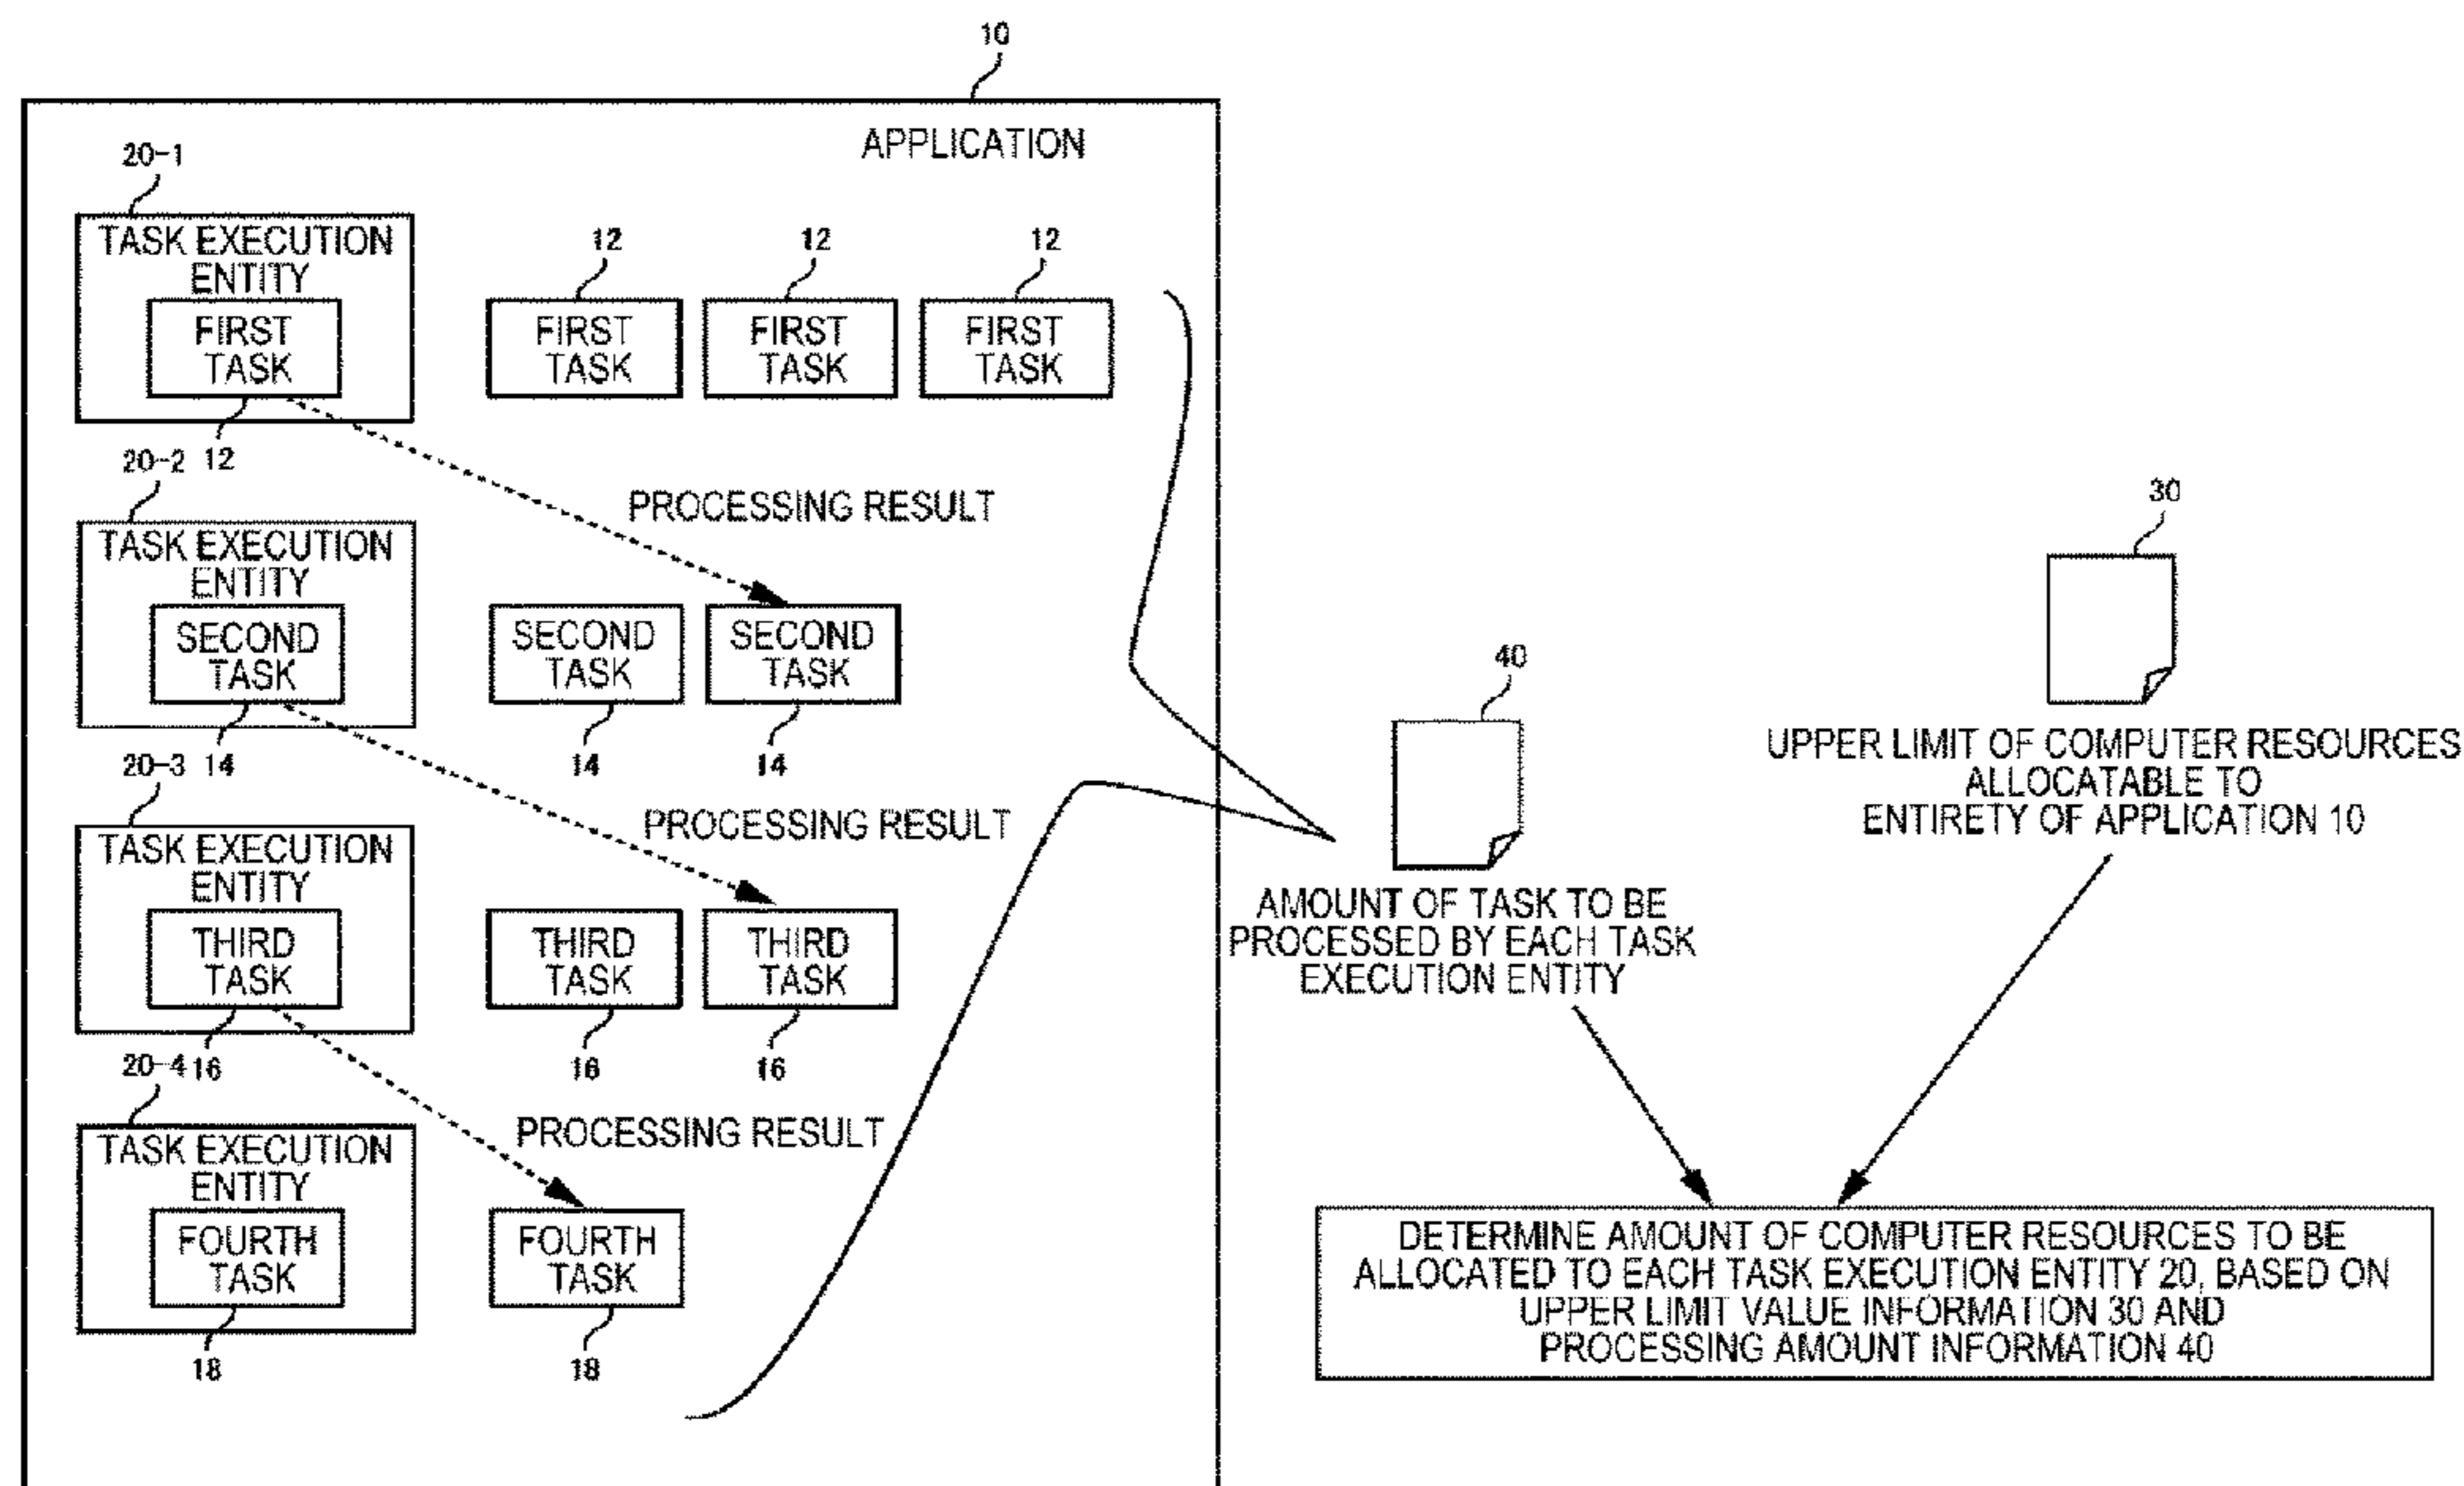 10
APPLICATION
20-1
TASK EXECUTION
ENTITY
FIRST
TASK
12
12
FIRST
TASK
12
FIRST
TASK
12
FIRST
TASK
PROCESSING RESULT
20-2
TASK EXECUTION
ENTITY
SECOND
TASK
14
SECOND
TASK
14
SECOND
TASK
14
PROCESSING RESULT
20-3
TASK EXECUTION
ENTITY
THIRD
TASK
16
THIRD
TASK
16
THIRD
TASK
16
PROCESSING RESULT
20-4
TASK EXECUTION
ENTITY
FOURTH
TASK
18
FOURTH
TASK
18
40
AMOUNT OF TASK TO BE
PROCESSED BY EACH TASK
EXECUTION ENTITY
30
UPPER LIMIT OF COMPUTER RESOURCES
ALLOCATABLE TO
ENTIRETY OF APPLICATION 10
DETERMINE AMOUNT OF COMPUTER RESOURCES TO BE
ALLOCATED TO EACH TASK EXECUTION ENTITY 20, BASED ON
UPPER LIMIT VALUE INFORMATION 30 AND
PROCESSING AMOUNT INFORMATION 40